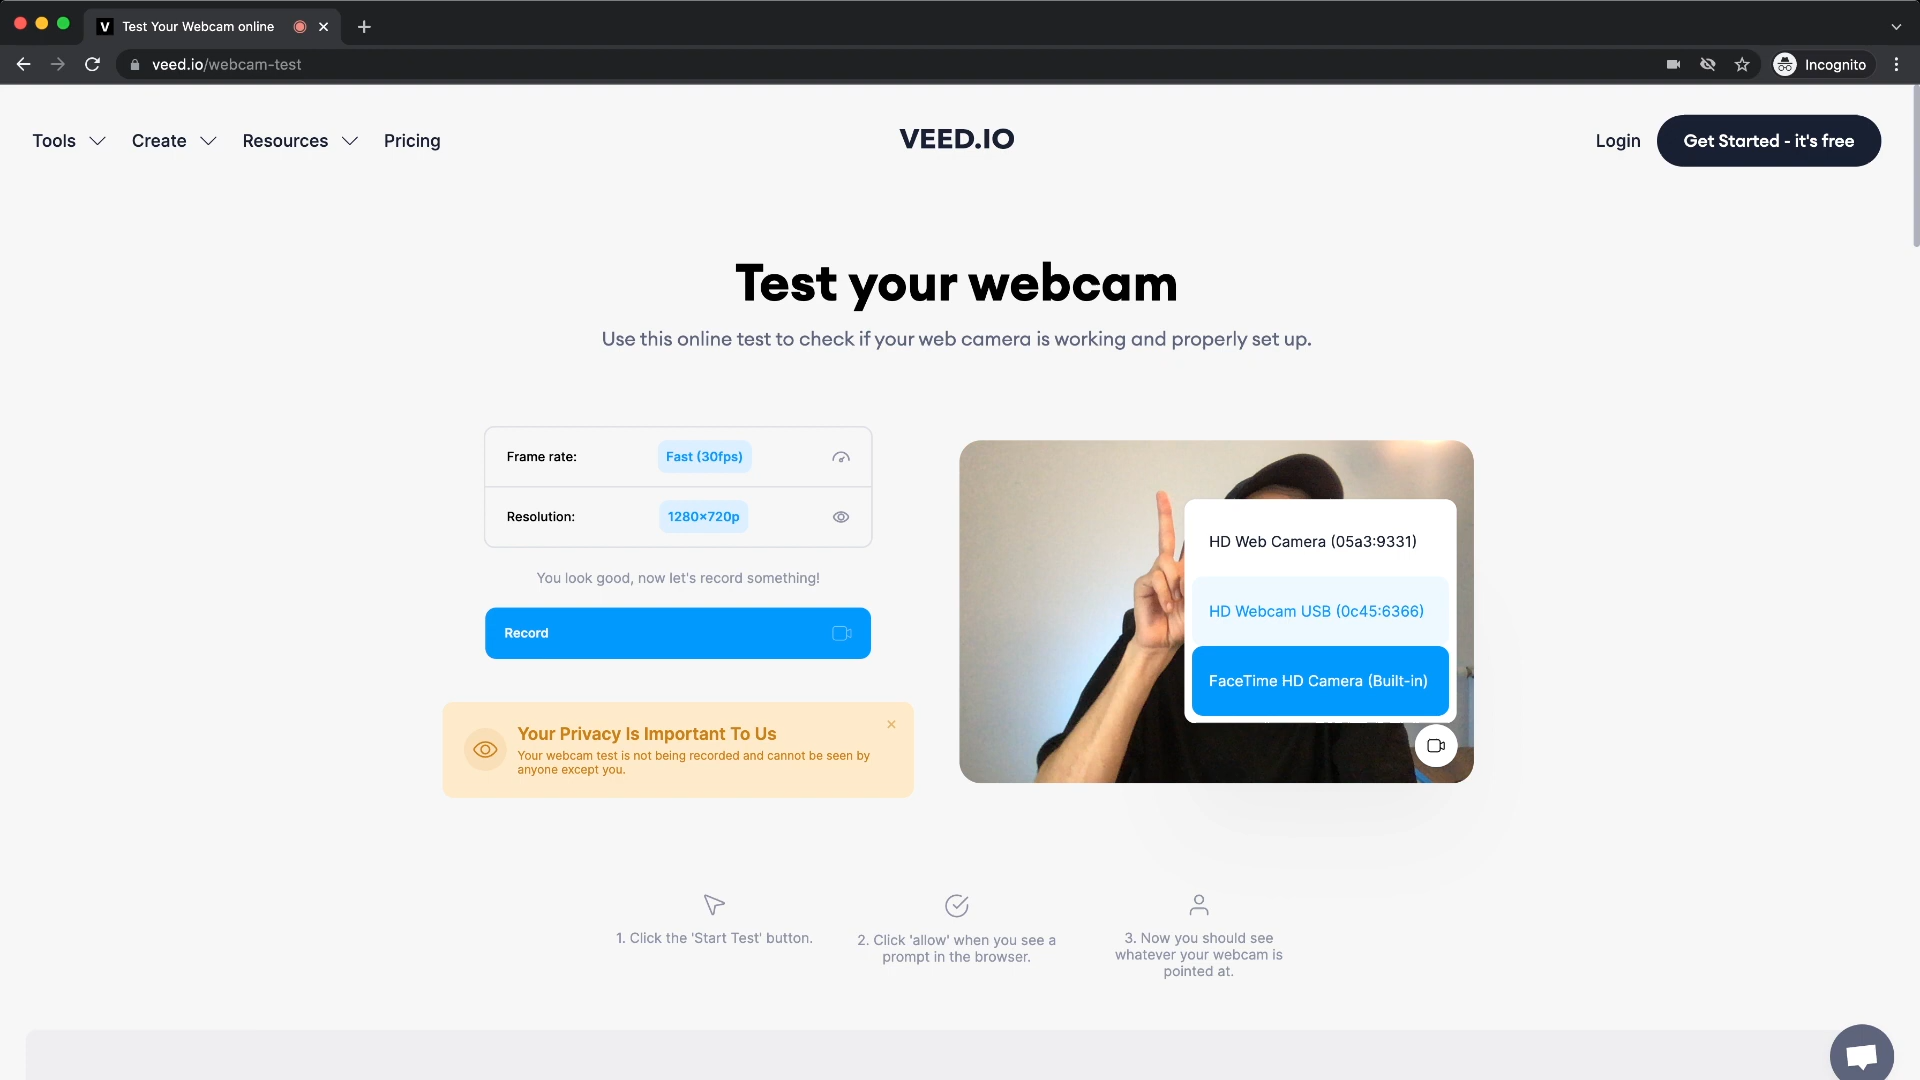 V Test Your Webcam online
veed.io/webcam-test
Incognito
Tools Create Resources Pricing
VEED.IO
Login Get Started - it's free
Test your webcam
Use this online test to check if your web camera is working and properly set up.
Frame rate: Fast (30fps)
Resolution: 1280×720p
You look good, now let's record something!
Record
Your Privacy Is Important To Us
Your webcam test is not being recorded and cannot be seen by
anyone except you.
HD Web Camera (05a3:9331)
HD Webcam USB (0c45:6366)
FaceTime HD Camera (Built-in)
1. Click the 'Start Test' button.
2. Click 'allow' when you see a
prompt in the browser.
3. Now you should see
whatever your webcam is
pointed at.